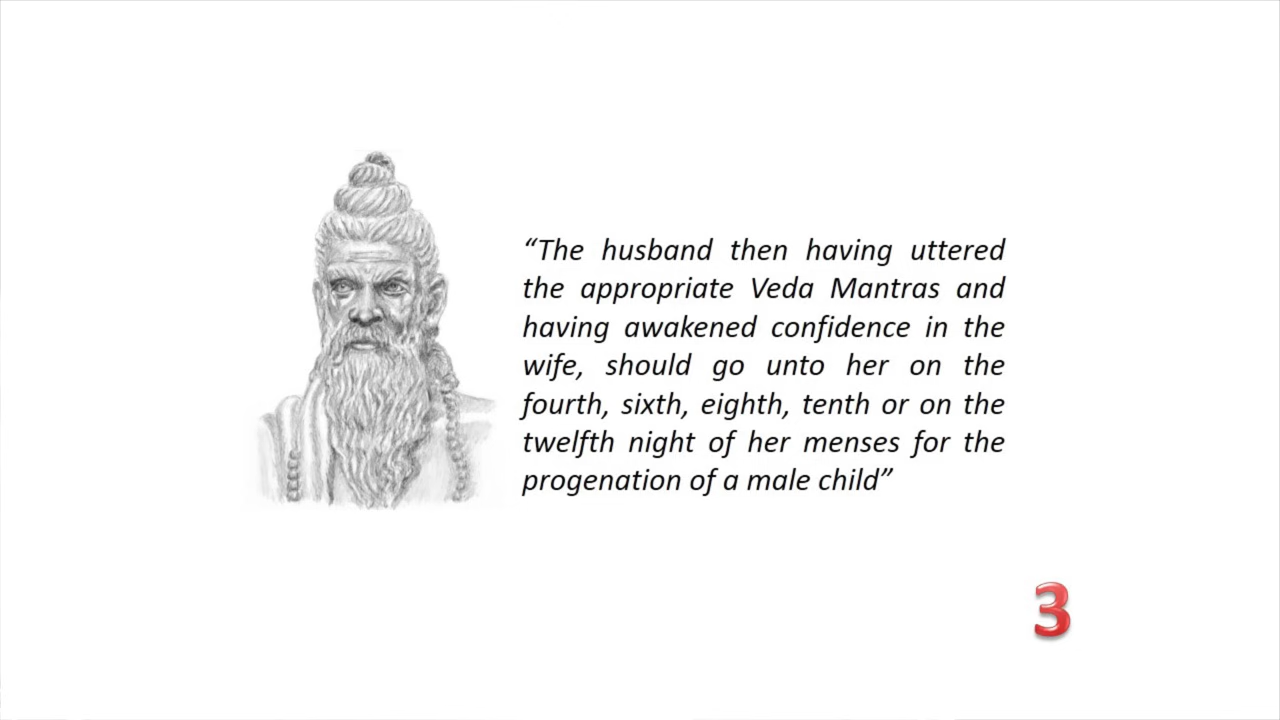 “The husband then having uttered
the appropriate Veda Mantras and
having awakened confidence in the
wife, should go unto her on the
fourth, sixth, eighth, tenth or on the
twelfth night of her menses for the
progenation of a male child”
3